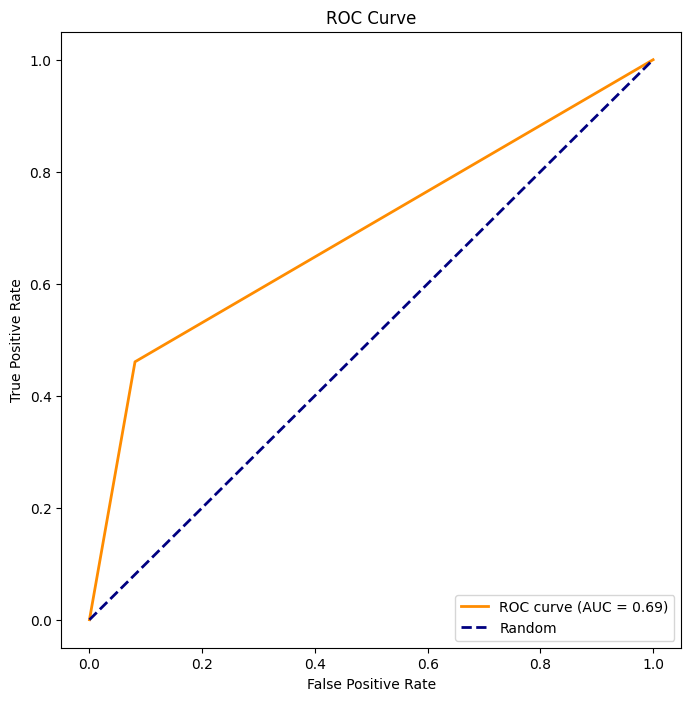 ROC Curve
True Positive Rate
1.0
0.8
0.6
0.4
0.2
0.0
0.0 0.2 0.4 0.6 0.8 1.0
False Positive Rate
ROC curve (AUC = 0.69)
Random